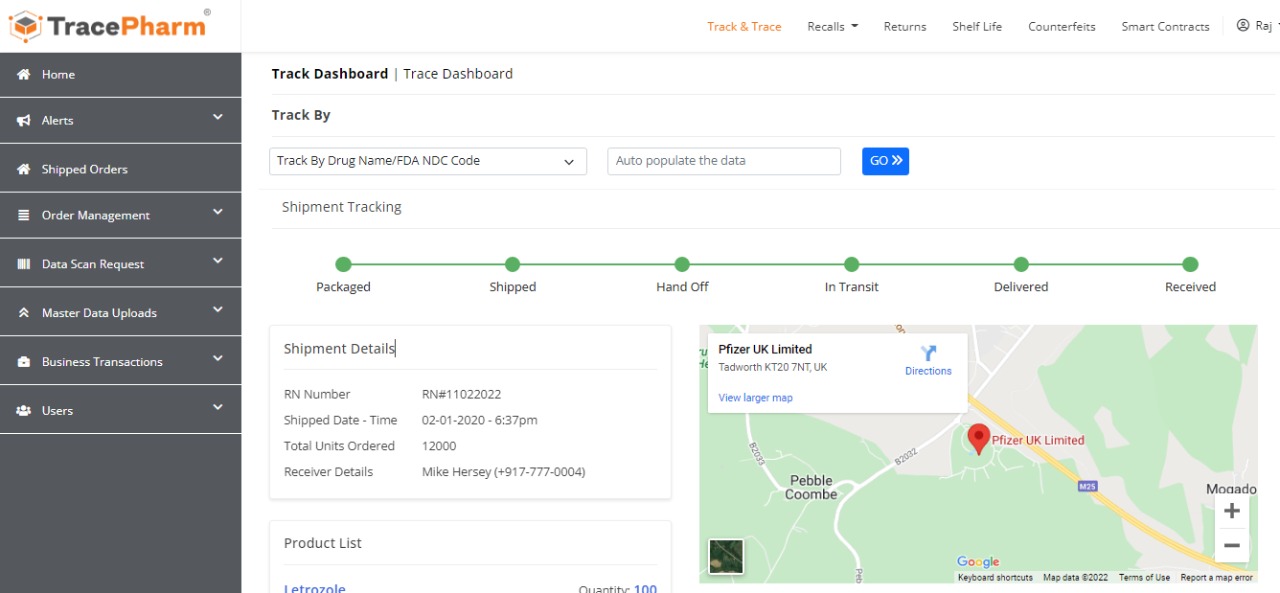 TracePharm®
Track & Trace Recalls Returns Shelf Life Counterfeits Smart Contracts Raj
Home
Alerts
Shipped Orders
Order Management
Data Scan Request
Master Data Uploads
Business Transactions
Users
Track Dashboard | Trace Dashboard
Track By
Track By Drug Name/FDA NDC Code Auto populate the data GO
Shipment Tracking
Packaged Shipped Hand Off In Transit Delivered Received
Shipment Details
RN Number RN#11022022
Shipped Date - Time 02-01-2020 - 6:37pm
Total Units Ordered 12000
Receiver Details Mike Hersey (+917-777-0004)
Product List
Letrozole Quantity: 100
Pfizer UK Limited
Tadworth KT20 7NT, UK
Directions
View larger map
Pfizer UK Limited
B2033
B2032
Pebble
Coombe
M25
Mogado
Google
Keyboard shortcuts Map data ©2022 Terms of Use Report a map error